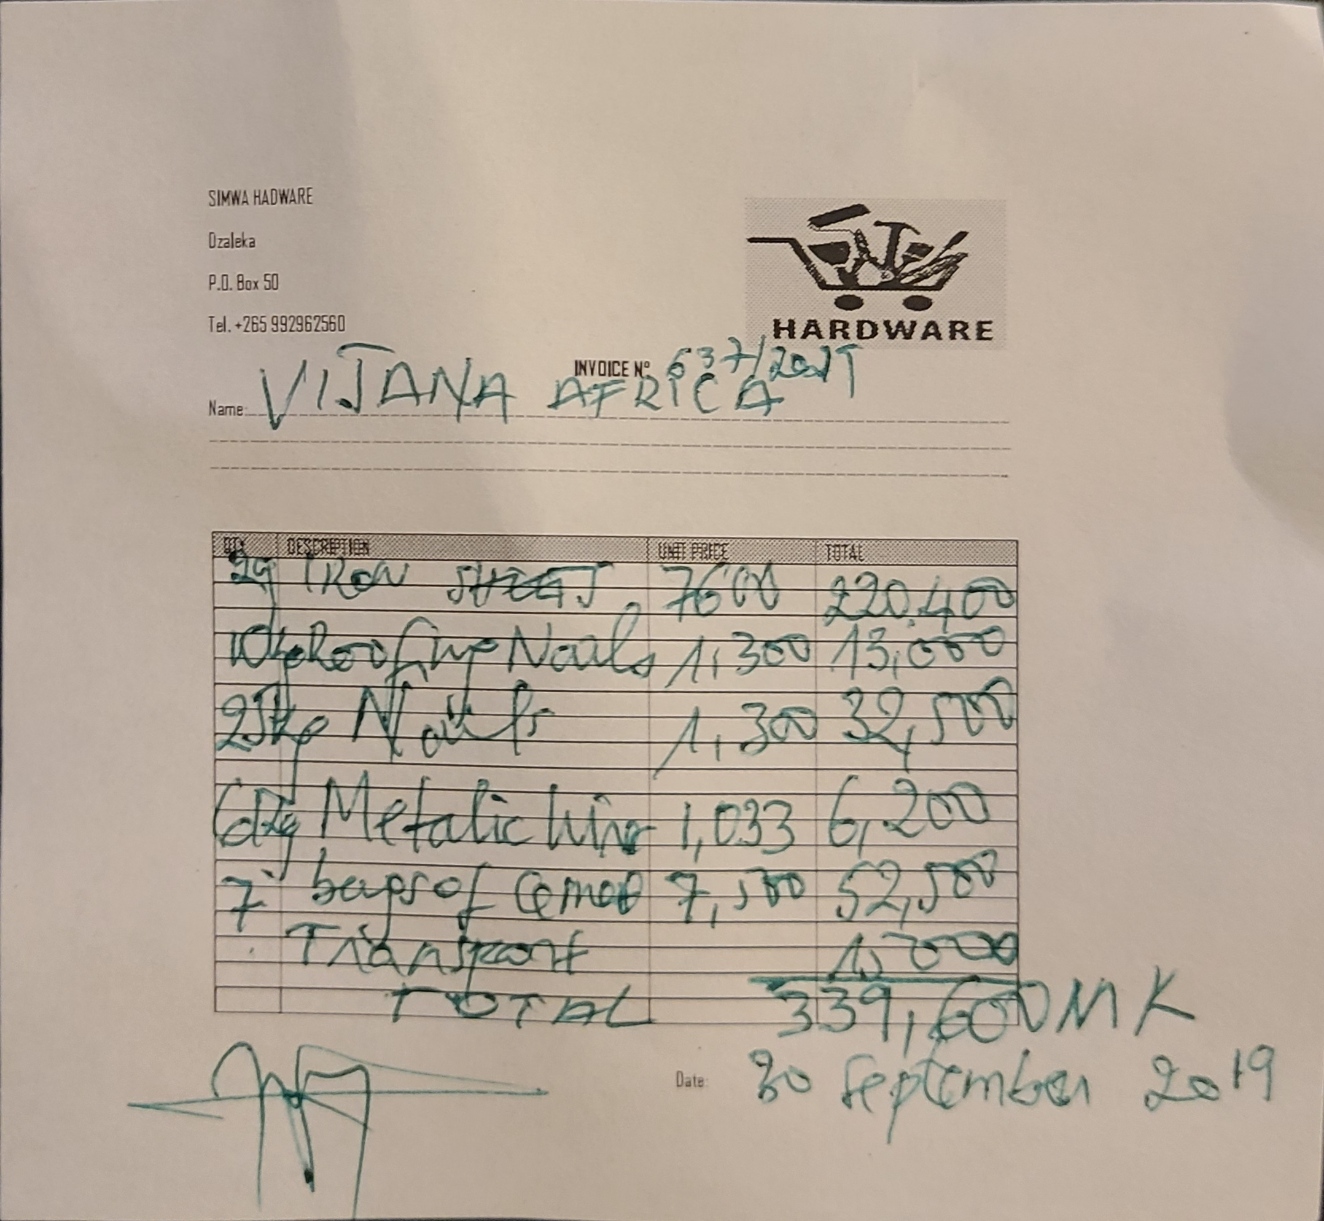 SIMWA HADWARE
Dzaleka
P.O. Box 50
Tel. +265 992962560
HARDWARE
INVOICE Nº 637/2019
Name: VIJANA AFRICA
QTY DESCRIPTION UNIT PRICE TOTAL
29 IRON SHEETS 7600 220,400
10kg Roofing Nails 1,300 13,000
25kg Nails 1,300 32,500
6kg Metalic Wire 1,033 6,200
7 bags of Cement 7,500 52,500
Transport 15,000
TOTAL 339,600 MK
Date: 30 September 2019